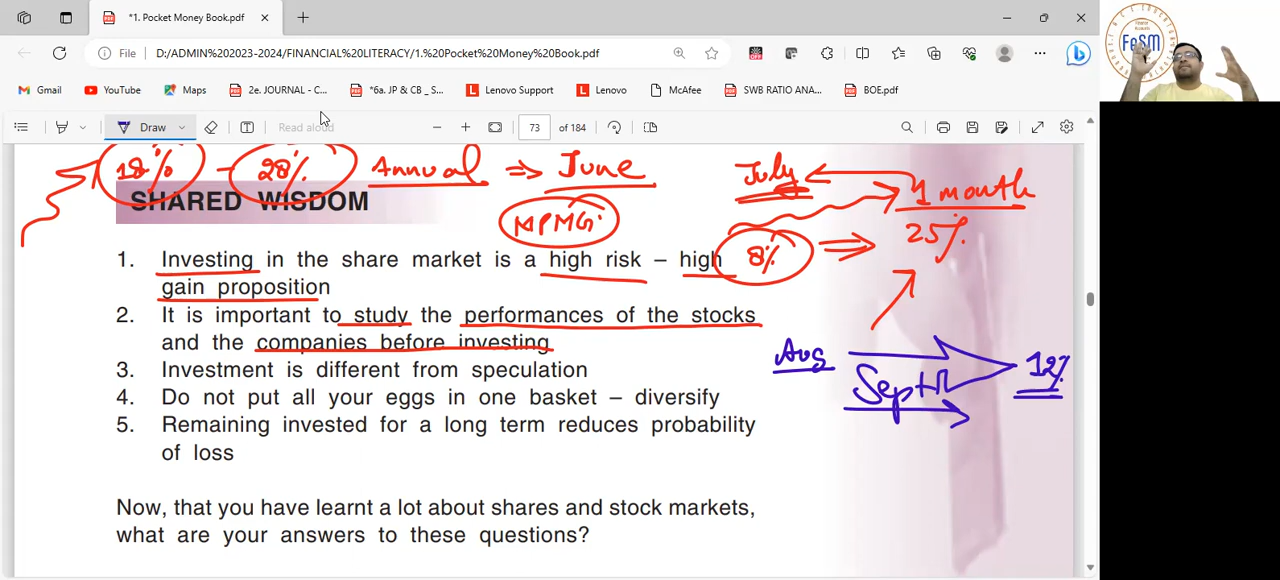 *1. Pocket Money Book.pdf
File D:/ADMIN%202023-2024/FINANCIAL%20LITERACY/1.%20Pocket%20Money%20Book.pdf
Gmail YouTube Maps 2e. JOURNAL - C... *6a. JP & CB _ S... Lenovo Support Lenovo McAfee SWB RATIO ANA... BOE.pdf
Draw Read aloud 73 of 184
18% - 28% Annual ⇒ June July 1 month
SHARED WISDOM
25%
8%
1. Investing in the share market is a high risk – high
gain proposition
2. It is important to study the performances of the stocks
and the companies before investing
Aug Sept 12%
3. Investment is different from speculation
4. Do not put all your eggs in one basket – diversify
5. Remaining invested for a long term reduces probability
of loss
Now, that you have learnt a lot about shares and stock markets,
what are your answers to these questions?
FeSM